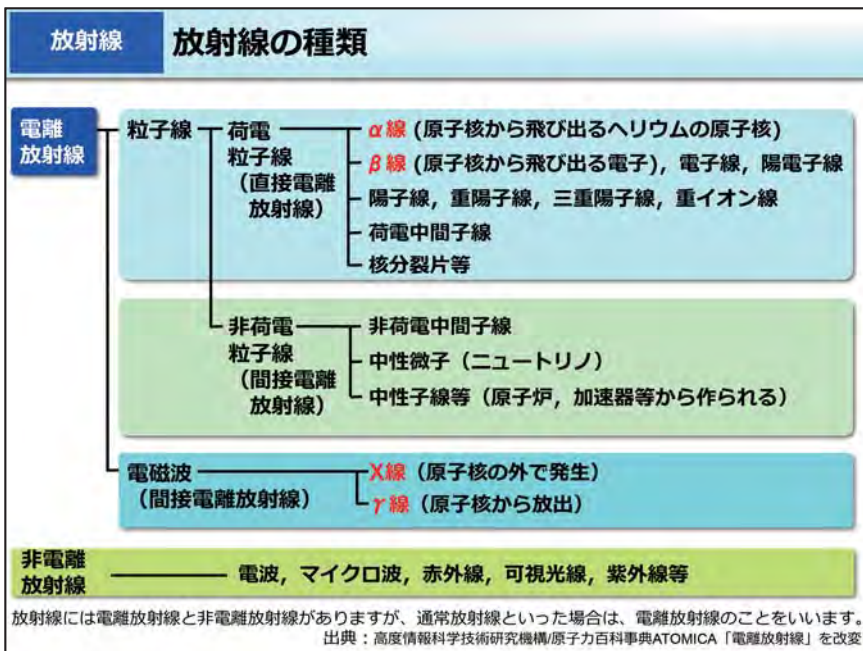 放射線
放射線の種類
電離
放射線
粒子線
荷電
粒子線
（直接電離
放射線）
α線 (原子核から飛び出るヘリウムの原子核)
β線 (原子核から飛び出る電子)，電子線，陽電子線
陽子線，重陽子線，三重陽子線，重イオン線
荷電中間子線
核分裂片等
非荷電
粒子線
（間接電離
放射線）
非荷電中間子線
中性微子（ニュートリノ）
中性子線等（原子炉，加速器等から作られる）
電磁波
（間接電離放射線）
X線（原子核の外で発生）
γ線（原子核から放出）
非電離
放射線
電波，マイクロ波，赤外線，可視光線，紫外線等
放射線には電離放射線と非電離放射線がありますが、通常放射線といった場合は、電離放射線のことをいいます。
出典：高度情報科学技術研究機構/原子力百科事典ATOMICA「電離放射線」を改変